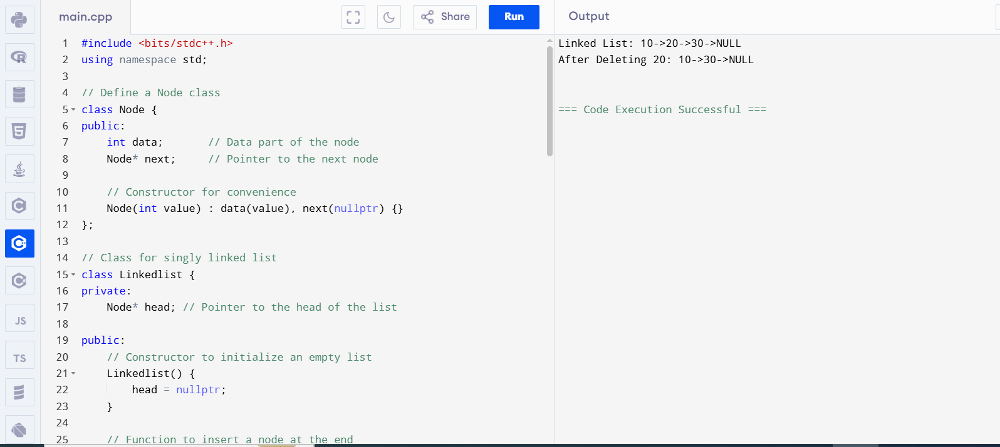 main.cpp
Share
Run
Output
1 #include <bits/stdc++.h>
2 using namespace std;
3
4 // Define a Node class
5 class Node {
6 public:
7     int data;       // Data part of the node
8     Node* next;     // Pointer to the next node
9
10     // Constructor for convenience
11     Node(int value) : data(value), next(nullptr) {}
12 };
13
14 // Class for singly linked list
15 class Linkedlist {
16 private:
17     Node* head; // Pointer to the head of the list
18
19 public:
20     // Constructor to initialize an empty list
21     Linkedlist() {
22         head = nullptr;
23     }
24
25     // Function to insert a node at the end
Linked List: 10->20->30->NULL
After Deleting 20: 10->30->NULL
=== Code Execution Successful ===
R
5
C
C
C
JS
TS